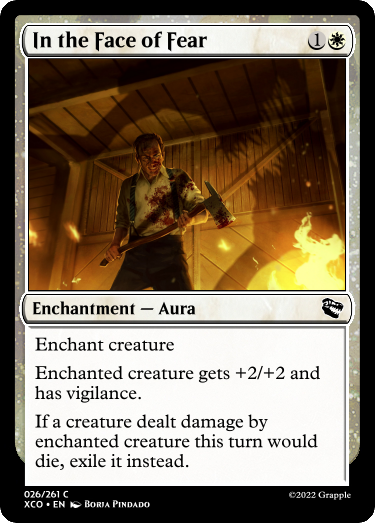 In the Face of Fear 1
Enchantment — Aura
Enchant creature
Enchanted creature gets +2/+2 and
has vigilance.
If a creature dealt damage by
enchanted creature this turn would
die, exile it instead.
026/261 C
XCO • EN Borja Pindado
©2022 Grapple